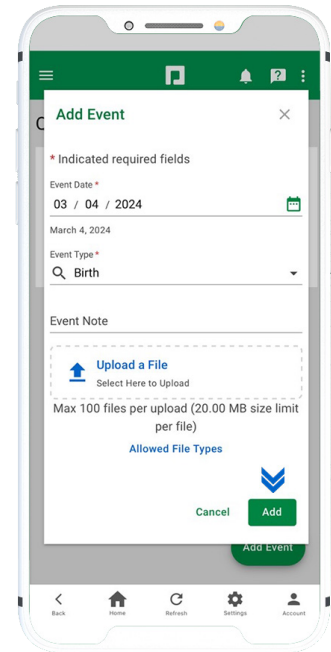 Add Event
* Indicated required fields
Event Date *
03 / 04 / 2024
March 4, 2024
Event Type *
Birth
Event Note
Upload a File
Select Here to Upload
Max 100 files per upload (20.00 MB size limit
per file)
Allowed File Types
Cancel
Add
Add Event
Back
Home
Refresh
Settings
Account